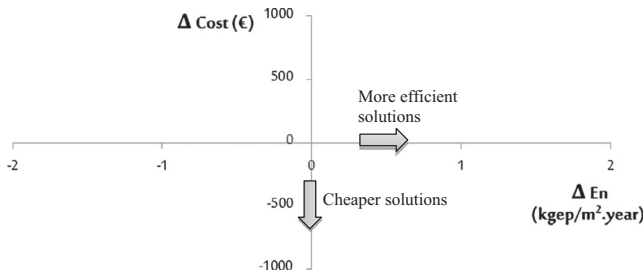 1000
Δ Cost (€)
500
More efficient
solutions
0
-2
-1
0
1
2
Cheaper solutions
-500
Δ En
(kgep/m².year)
-1000